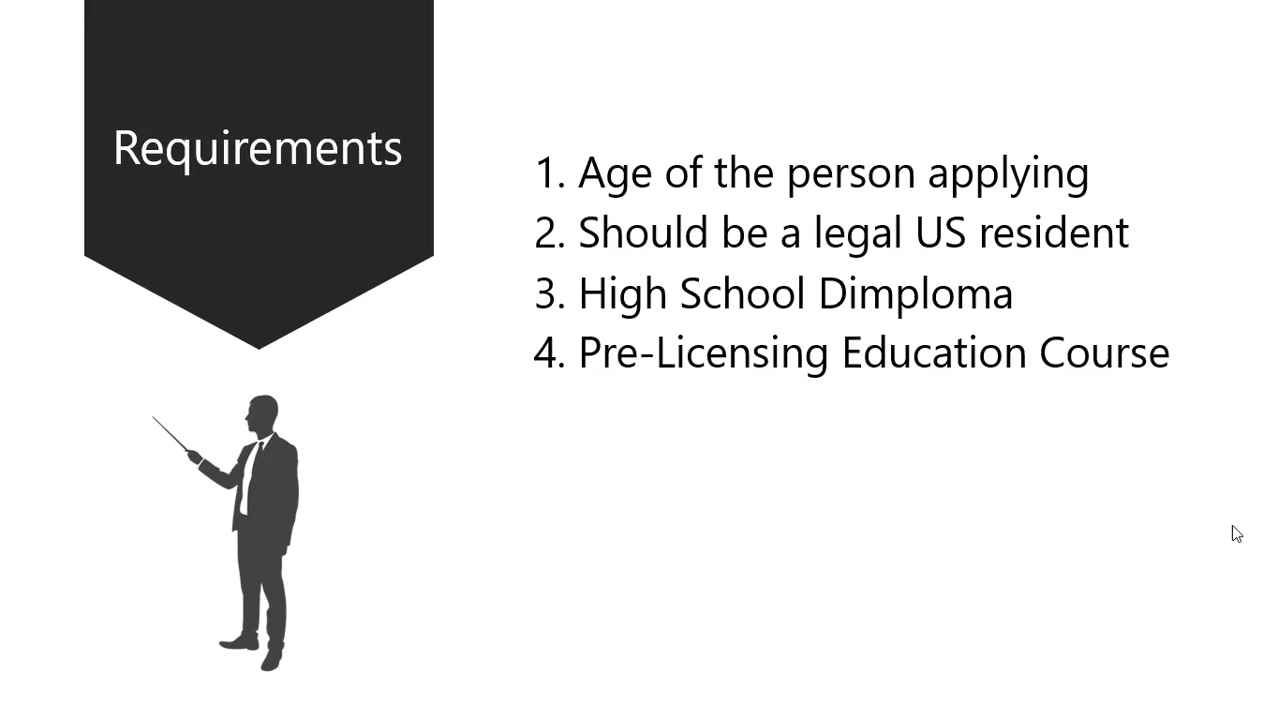 Requirements
1. Age of the person applying
2. Should be a legal US resident
3. High School Dimploma
4. Pre-Licensing Education Course